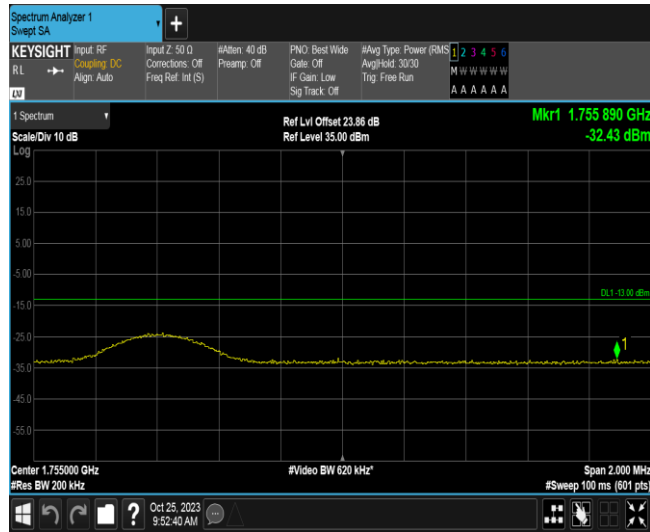 Spectrum Analyzer 1
Swept SA
+
KEYSIGHT
RL
LXI
Input: RF
Coupling: DC
Align: Auto
Input Z: 50 Ω
Corrections: Off
Freq Ref: Int (S)
#Atten: 40 dB
Preamp: Off
PNO: Best Wide
Gate: Off
IF Gain: Low
Sig Track: Off
#Avg Type: Power (RMS
Avg|Hold: 30/30
Trig: Free Run
1 2 3 4 5 6
M W W W W W
A A A A A A
1 Spectrum
Scale/Div 10 dB
Log
Ref Lvl Offset 23.86 dB
Ref Level 35.00 dBm
Mkr1 1.755 890 GHz
-32.43 dBm
25.0
15.0
5.00
-5.00
DL1 -13.00 dBm
-15.0
-25.0
1
-35.0
-45.0
-55.0
Center 1.755000 GHz
#Res BW 200 kHz
#Video BW 620 kHz*
Span 2.000 MHz
#Sweep 100 ms (601 pts)
?
Oct 25, 2023
9:52:40 AM